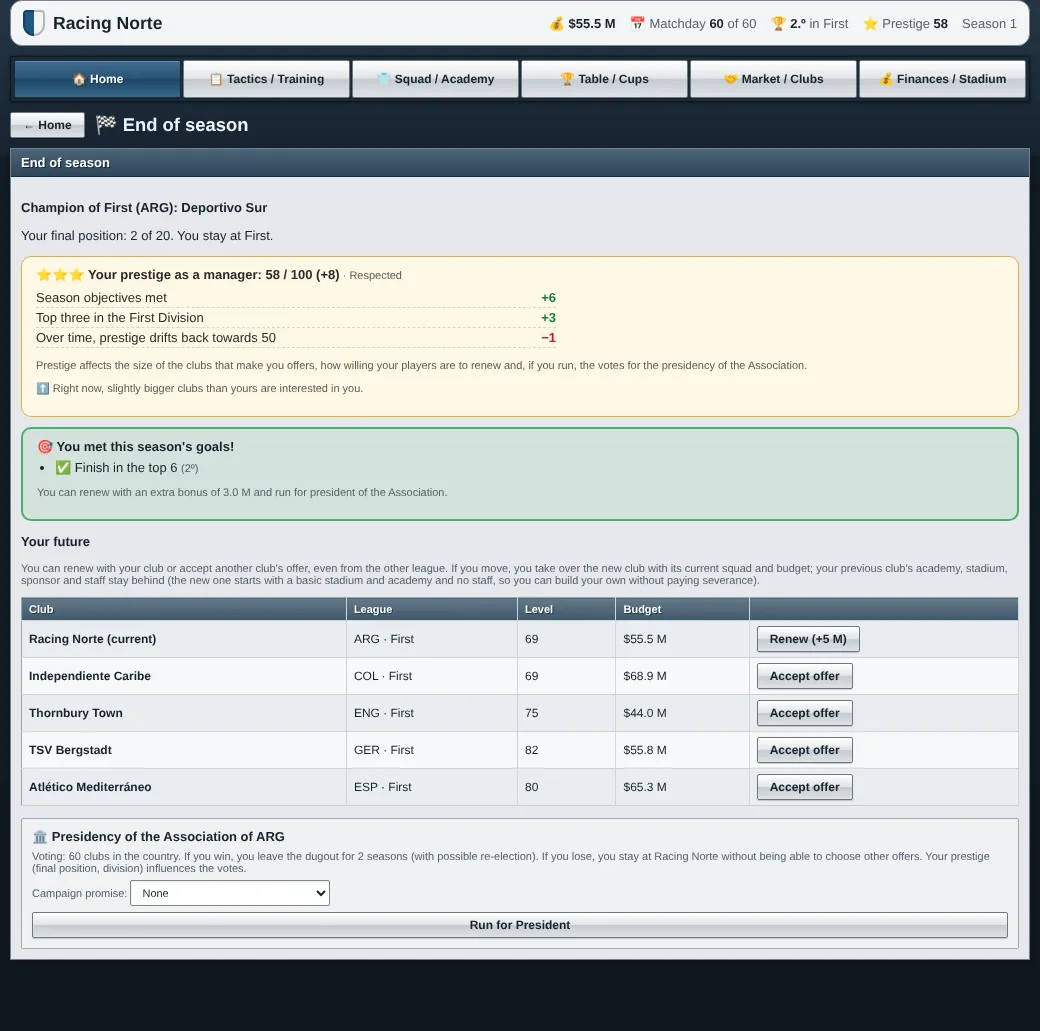 Racing Norte
💰 $55.5 M 📅 Matchday 60 of 60 🏆 2.º in First ⭐ Prestige 58 Season 1
🏠 Home
📋 Tactics / Training
👕 Squad / Academy
🏆 Table / Cups
🤝 Market / Clubs
💰 Finances / Stadium
← Home 🏁 End of season
End of season
Champion of First (ARG): Deportivo Sur
Your final position: 2 of 20. You stay at First.
⭐⭐⭐ Your prestige as a manager: 58 / 100 (+8) · Respected
Season objectives met +6
Top three in the First Division +3
Over time, prestige drifts back towards 50 −1
Prestige affects the size of the clubs that make you offers, how willing your players are to renew and, if you run, the votes for the presidency of the Association.
⬆️ Right now, slightly bigger clubs than yours are interested in you.
🎯 You met this season's goals!
• ✅ Finish in the top 6 (2º)
You can renew with an extra bonus of 3.0 M and run for president of the Association.
Your future
You can renew with your club or accept another club's offer, even from the other league. If you move, you take over the new club with its current squad and budget; your previous club's academy, stadium,
sponsor and staff stay behind (the new one starts with a basic stadium and academy and no staff, so you can build your own without paying severance).
Club League Level Budget
Racing Norte (current) ARG · First 69 $55.5 M Renew (+5 M)
Independiente Caribe COL · First 69 $68.9 M Accept offer
Thornbury Town ENG · First 75 $44.0 M Accept offer
TSV Bergstadt GER · First 82 $55.8 M Accept offer
Atlético Mediterráneo ESP · First 80 $65.3 M Accept offer
🏛️ Presidency of the Association of ARG
Voting: 60 clubs in the country. If you win, you leave the dugout for 2 seasons (with possible re-election). If you lose, you stay at Racing Norte without being able to choose other offers. Your prestige
(final position, division) influences the votes.
Campaign promise: None
Run for President